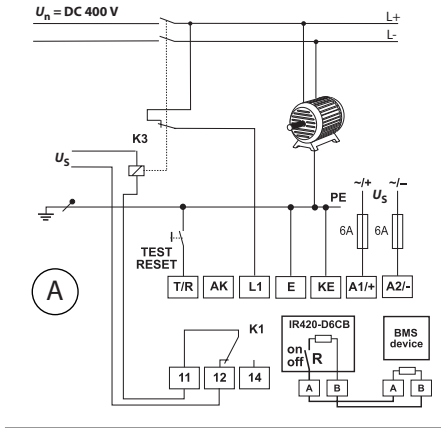 Un = DC 400 V
L+
L-
K3
US
PE
~/+ US ~/–
6A 6A
TEST
RESET
T/R AK L1 E KE A1/+ A2/-
A
K1
11 12 14
IR420-D6CB
on
off R
A B
BMS
device
A B